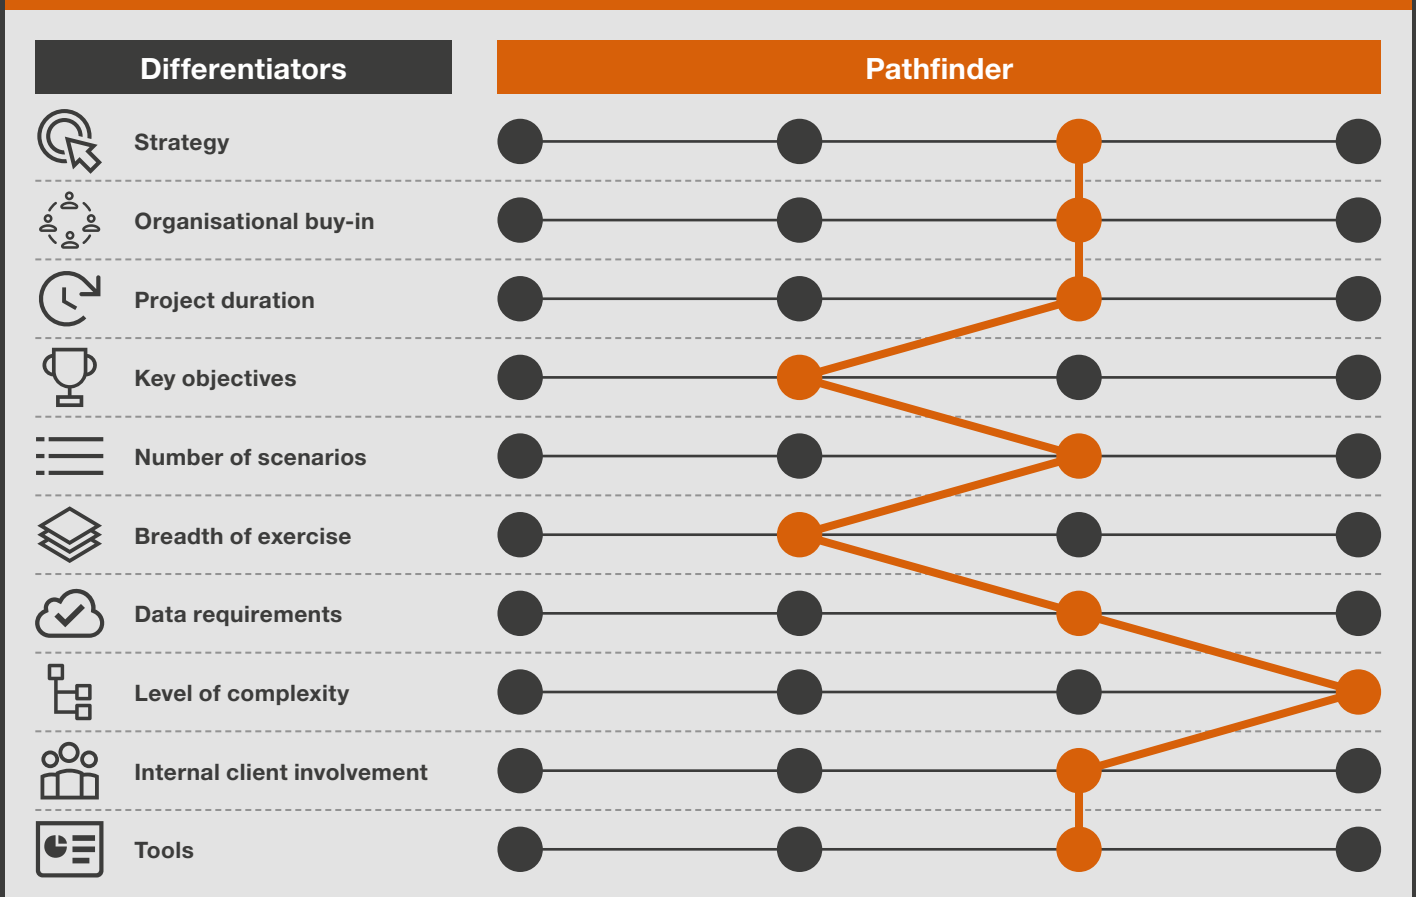 Differentiators
Pathfinder
Strategy
Organisational buy-in
Project duration
Key objectives
Number of scenarios
Breadth of exercise
Data requirements
Level of complexity
Internal client involvement
Tools